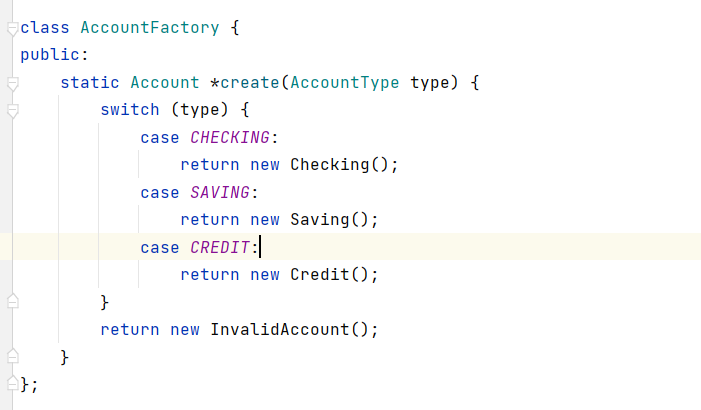 class AccountFactory {
public:
    static Account *create(AccountType type) {
        switch (type) {
            case CHECKING:
                return new Checking();
            case SAVING:
                return new Saving();
            case CREDIT:
                return new Credit();
        }
        return new InvalidAccount();
    }
};